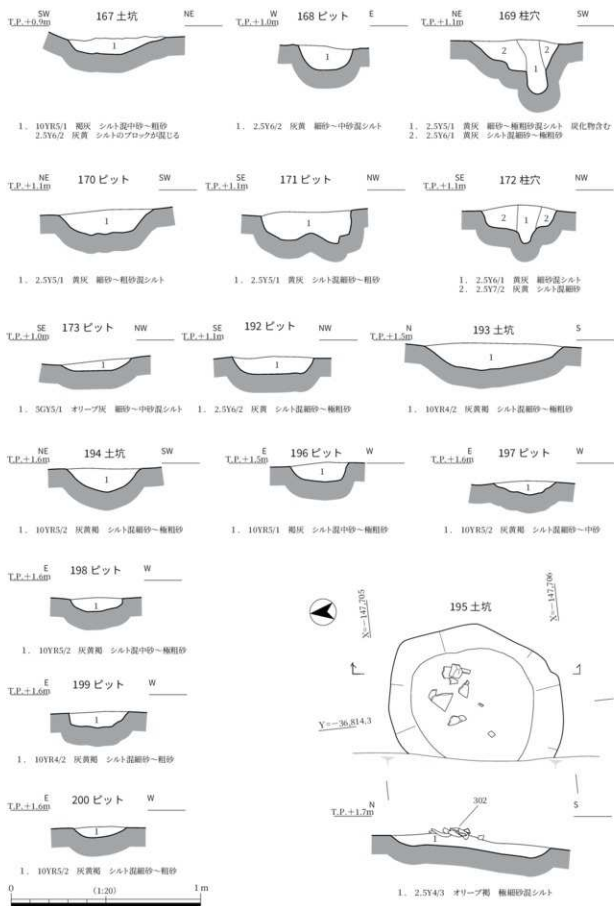 167 土坑
SW
NE
T.P.+0.9m
1
1. 10YR5/1 褐灰 シルト混中砂～粗砂
2.5Y6/2 灰黄 シルトのブロックが混じる
168 ピット
W
E
T.P.+1.0m
1
1. 2.5Y6/2 灰黄 細砂～中砂混シルト
169 柱穴
NE
SW
T.P.+1.1m
2
1
2
1. 2.5Y5/1 黄灰 細砂～極粗砂混シルト 炭化物含む
2. 2.5Y6/1 黄灰 シルト混細砂～極粗砂
170 ピット
NE
SW
T.P.+1.1m
1
1. 2.5Y5/1 黄灰 細砂～粗砂混シルト
171 ピット
SE
NW
T.P.+1.1m
1
1. 2.5Y5/1 黄灰 シルト混細砂～粗砂
172 柱穴
SE
NW
T.P.+1.1m
2
1
2
1. 2.5Y6/1 黄灰 細砂混シルト
2. 2.5Y7/2 灰黄 シルト混細砂
173 ピット
SE
NW
T.P.+1.0m
1
1. 5GY5/1 オリーブ灰 細砂～中砂混シルト
192 ピット
SE
NW
T.P.+1.1m
1
1. 2.5Y6/2 灰黄 シルト混細砂～極粗砂
193 土坑
N
S
T.P.+1.5m
1
1. 10YR4/2 灰黄褐 シルト混細砂～極粗砂
194 土坑
NE
SW
T.P.+1.6m
1
1. 10YR5/2 灰黄褐 シルト混細砂～極粗砂
196 ピット
E
W
T.P.+1.5m
1
1. 10YR5/1 褐灰 シルト混中砂～極粗砂
197 ピット
E
W
T.P.+1.6m
1
1. 10YR5/2 灰黄褐 シルト混細砂～中砂
198 ピット
E
W
T.P.+1.6m
1
1. 10YR5/2 灰黄褐 シルト混中砂～極粗砂
199 ピット
E
W
T.P.+1.6m
1
1. 10YR4/2 灰黄褐 シルト混細砂～粗砂
200 ピット
E
W
T.P.+1.6m
1
1. 10YR5/2 灰黄褐 シルト混細砂～粗砂
195 土坑
X=-147,705
X=-147,706
Y=-36,814.3
N
S
T.P.+1.7m
302
1
1. 2.5Y4/3 オリーブ褐 極細砂混シルト
0
(1:20)
1 m